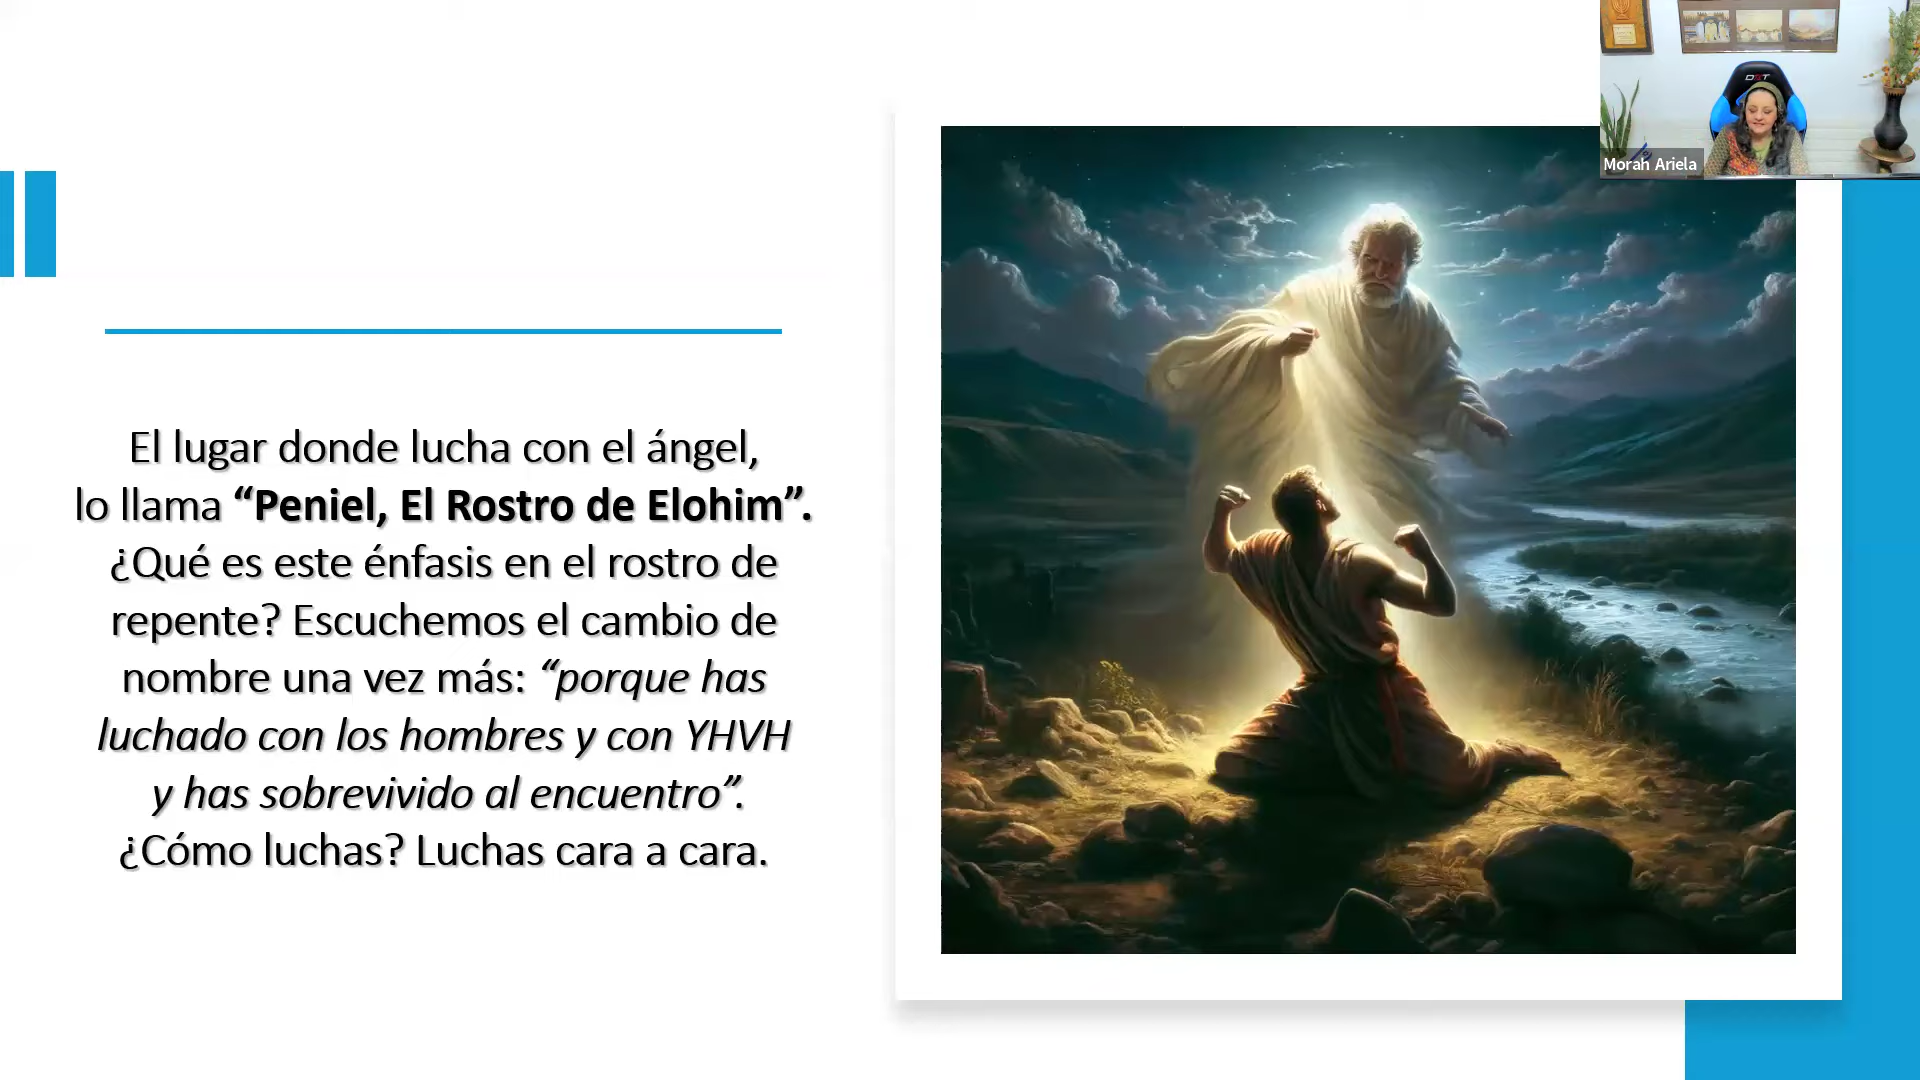 El lugar donde lucha con el ángel,
lo llama “Peniel, El Rostro de Elohim”.
¿Qué es este énfasis en el rostro de
repente? Escuchemos el cambio de
nombre una vez más: “porque has
luchado con los hombres y con YHVH
y has sobrevivido al encuentro”.
¿Cómo luchas? Luchas cara a cara.
Morah Ariela